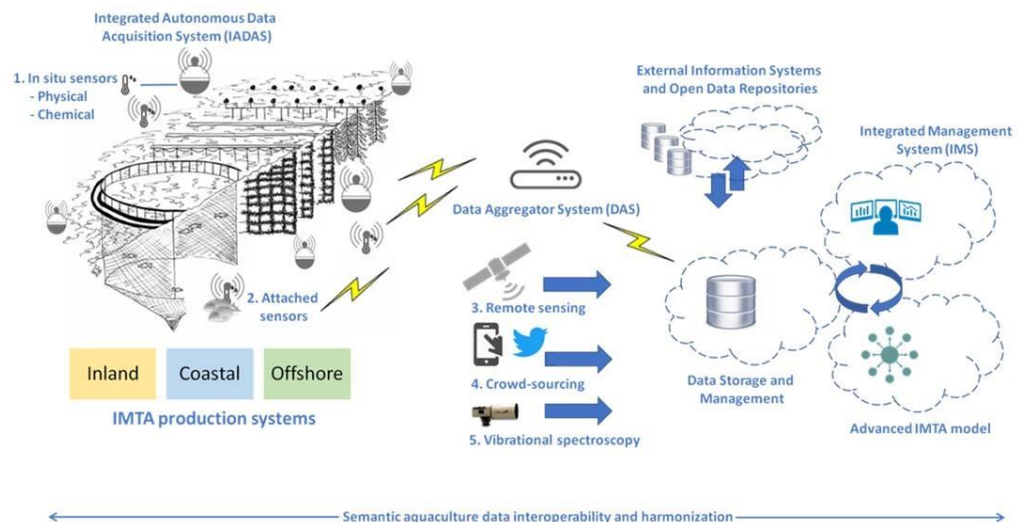 Integrated Autonomous Data
Acquisition System (IADAS)
1. In situ sensors
- Physical
- Chemical
2. Attached
sensors
Inland
Coastal
Offshore
IMTA production systems
Data Aggregator System (DAS)
3. Remote sensing
4. Crowd-sourcing
5. Vibrational spectroscopy
External Information Systems
and Open Data Repositories
Integrated Management
System (IMS)
Data Storage and
Management
Advanced IMTA model
Semantic aquaculture data interoperability and harmonization